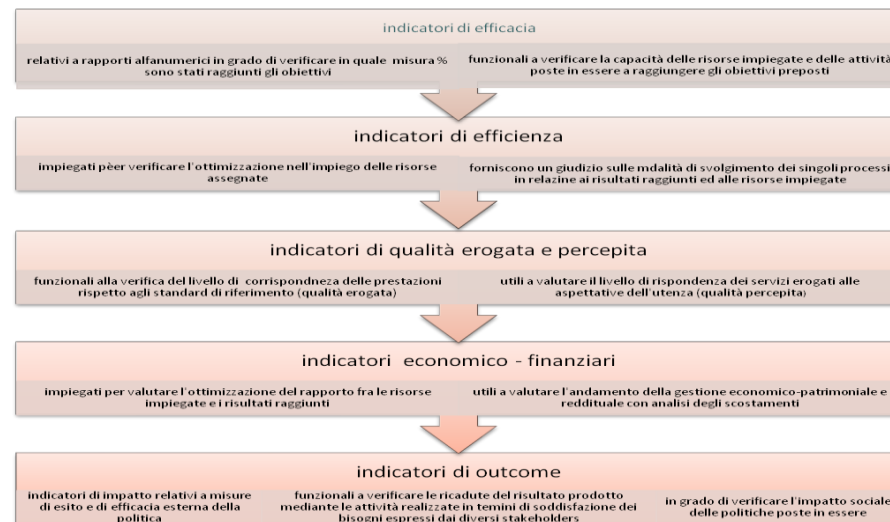 indicatori di efficacia
relativi a rapporti alfanumerici in grado di verificare in quale misura %
sono stati raggiunti gli obiettivi
funzionali a verificare la capacità delle risorse impiegate e delle attività
poste in essere a raggiungere gli obiettivi preposti
indicatori di efficienza
impiegati pèer verificare l'ottimizzazione nell'impiego delle risorse
assegnate
forniscono un giudizio sulle mdalità di svolgimento dei singoli processi
in relazine ai risultati raggiunti ed alle risorse impiegate
indicatori di qualità erogata e percepita
funzionali alla verifica del livello di corrispondneza delle prestazioni
rispetto agli standard di riferimento (qualità erogata)
utili a valutare il livello di rispondenza dei servizi erogati alle
aspettative dell'utenza (qualità percepita)
indicatori economico - finanziari
impiegati per valutare l'ottimizzazione del rapporto fra le risorse
impiegate e i risultati raggiunti
utili a valutare l'andamento della gestione economico-patrimoniale e
reddituale con analisi degli scostamenti
indicatori di outcome
indicatori di impatto relativi a misure
di esito e di efficacia esterna della
politica
funzionali a verificare le ricadute del risultato prodotto
mediante le attività realizzate in temini di soddisfazione dei
bisogni espressi dai diversi stakeholders
in grado di verificare l'impatto sociale
delle politiche poste in essere